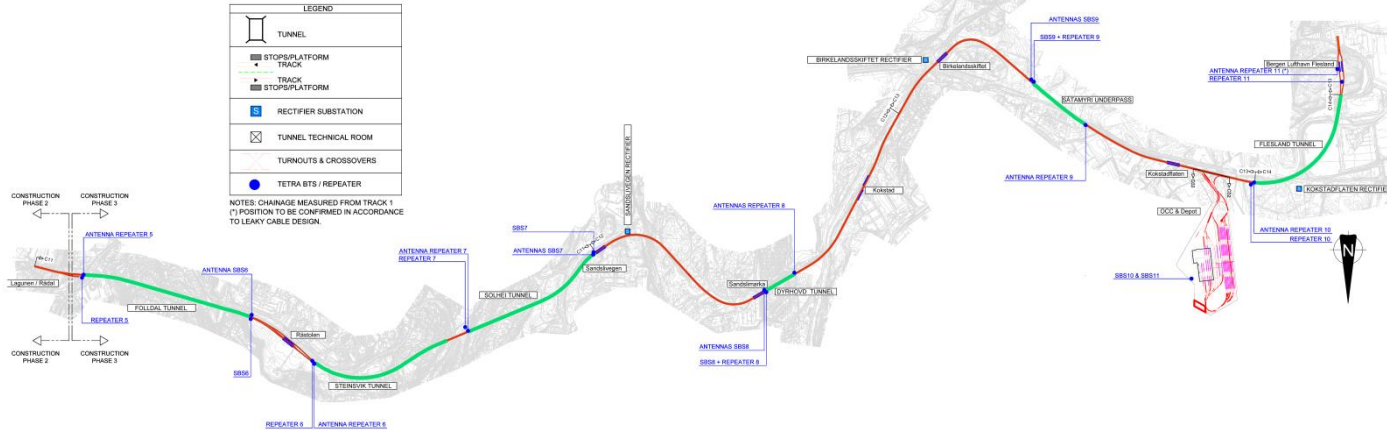 LEGEND
TUNNEL
STOPS/PLATFORM
TRACK
TRACK
STOPS/PLATFORM
S
RECTIFIER SUBSTATION
TUNNEL TECHNICAL ROOM
TURNOUTS & CROSSOVERS
TETRA BTS / REPEATER
NOTES: CHAINAGE MEASURED FROM TRACK 1
(*) POSITION TO BE CONFIRMED IN ACCORDANCE
TO LEAKY CABLE DESIGN.
CONSTRUCTION
PHASE 2
CONSTRUCTION
PHASE 3
ANTENNA REPEATER 5
Lagunen / Rådal
REPEATER 5
CONSTRUCTION
PHASE 2
CONSTRUCTION
PHASE 3
FOLLDAL TUNNEL
ANTENNA SBS6
SBS6
Råstolen
REPEATER 6
ANTENNA REPEATER 6
STEINSVIK TUNNEL
ANTENNA REPEATER 7
REPEATER 7
SOLHEI TUNNEL
SBS7
ANTENNAS SBS7
Sandslivegen
SANDSLIVEGEN RECTIFIER
S
ANTENNAS REPEATER 8
Sandslimarka
DYRHOVD TUNNEL
ANTENNAS SBS8
SBS8 + REPEATER 8
Kokstad
BIRKELANDSSKIFTET RECTIFIER
S
Birkelandsskiftet
ANTENNAS SBS9
SBS9 + REPEATER 9
SÅTAMYRI UNDERPASS
ANTENNA REPEATER 9
Kokstadflaten
OCC & Depot
SBS10 & SBS11
Bergen Lufthavn Flesland
ANTENNA REPEATER 11 (*)
REPEATER 11
FLESLAND TUNNEL
S
KOKSTADFLATEN RECTIFIE
ANTENNA REPEATER 10
REPEATER 10
N